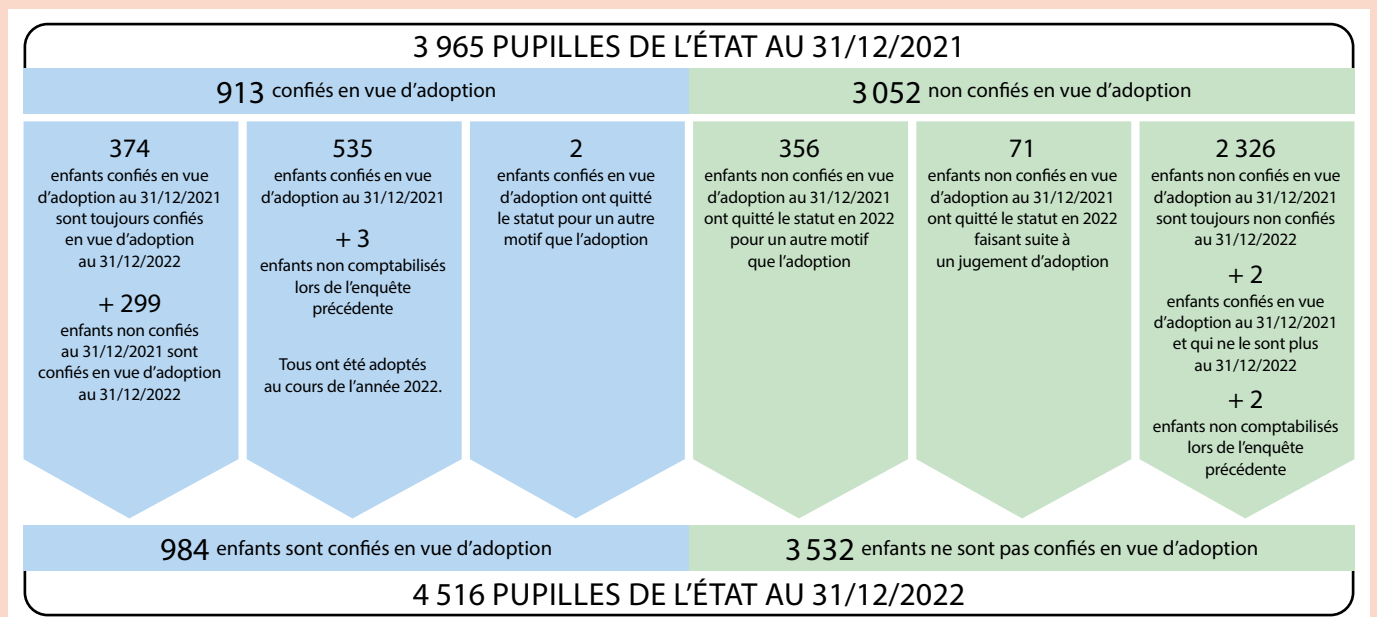 3 965 PUPILLES DE L’ÉTAT AU 31/12/2021
913 confiés en vue d’adoption
3 052 non confiés en vue d’adoption
374
enfants confiés en vue
d’adoption au 31/12/2021
sont toujours confiés
en vue d’adoption
au 31/12/2022
+ 299
enfants non confiés
au 31/12/2021 sont
confiés en vue d’adoption
au 31/12/2022
535
enfants confiés en vue
d’adoption au 31/12/2021
+ 3
enfants non comptabilisés
lors de l’enquête
précédente
Tous ont été adoptés
au cours de l’année 2022.
2
enfants confiés en vue
d’adoption ont quitté
le statut pour un autre
motif que l’adoption
356
enfants non confiés en vue
d’adoption au 31/12/2021
ont quitté le statut en 2022
pour un autre motif
que l’adoption
71
enfants non confiés en vue
d’adoption au 31/12/2021
ont quitté le statut en 2022
faisant suite à
un jugement d’adoption
2 326
enfants non confiés en vue
d’adoption au 31/12/2021
sont toujours non confiés
au 31/12/2022
+ 2
enfants confiés en vue
d’adoption au 31/12/2021
et qui ne le sont plus
au 31/12/2022
+ 2
enfants non comptabilisés
lors de l’enquête
précédente
984 enfants sont confiés en vue d’adoption
3 532 enfants ne sont pas confiés en vue d’adoption
4 516 PUPILLES DE L’ÉTAT AU 31/12/2022